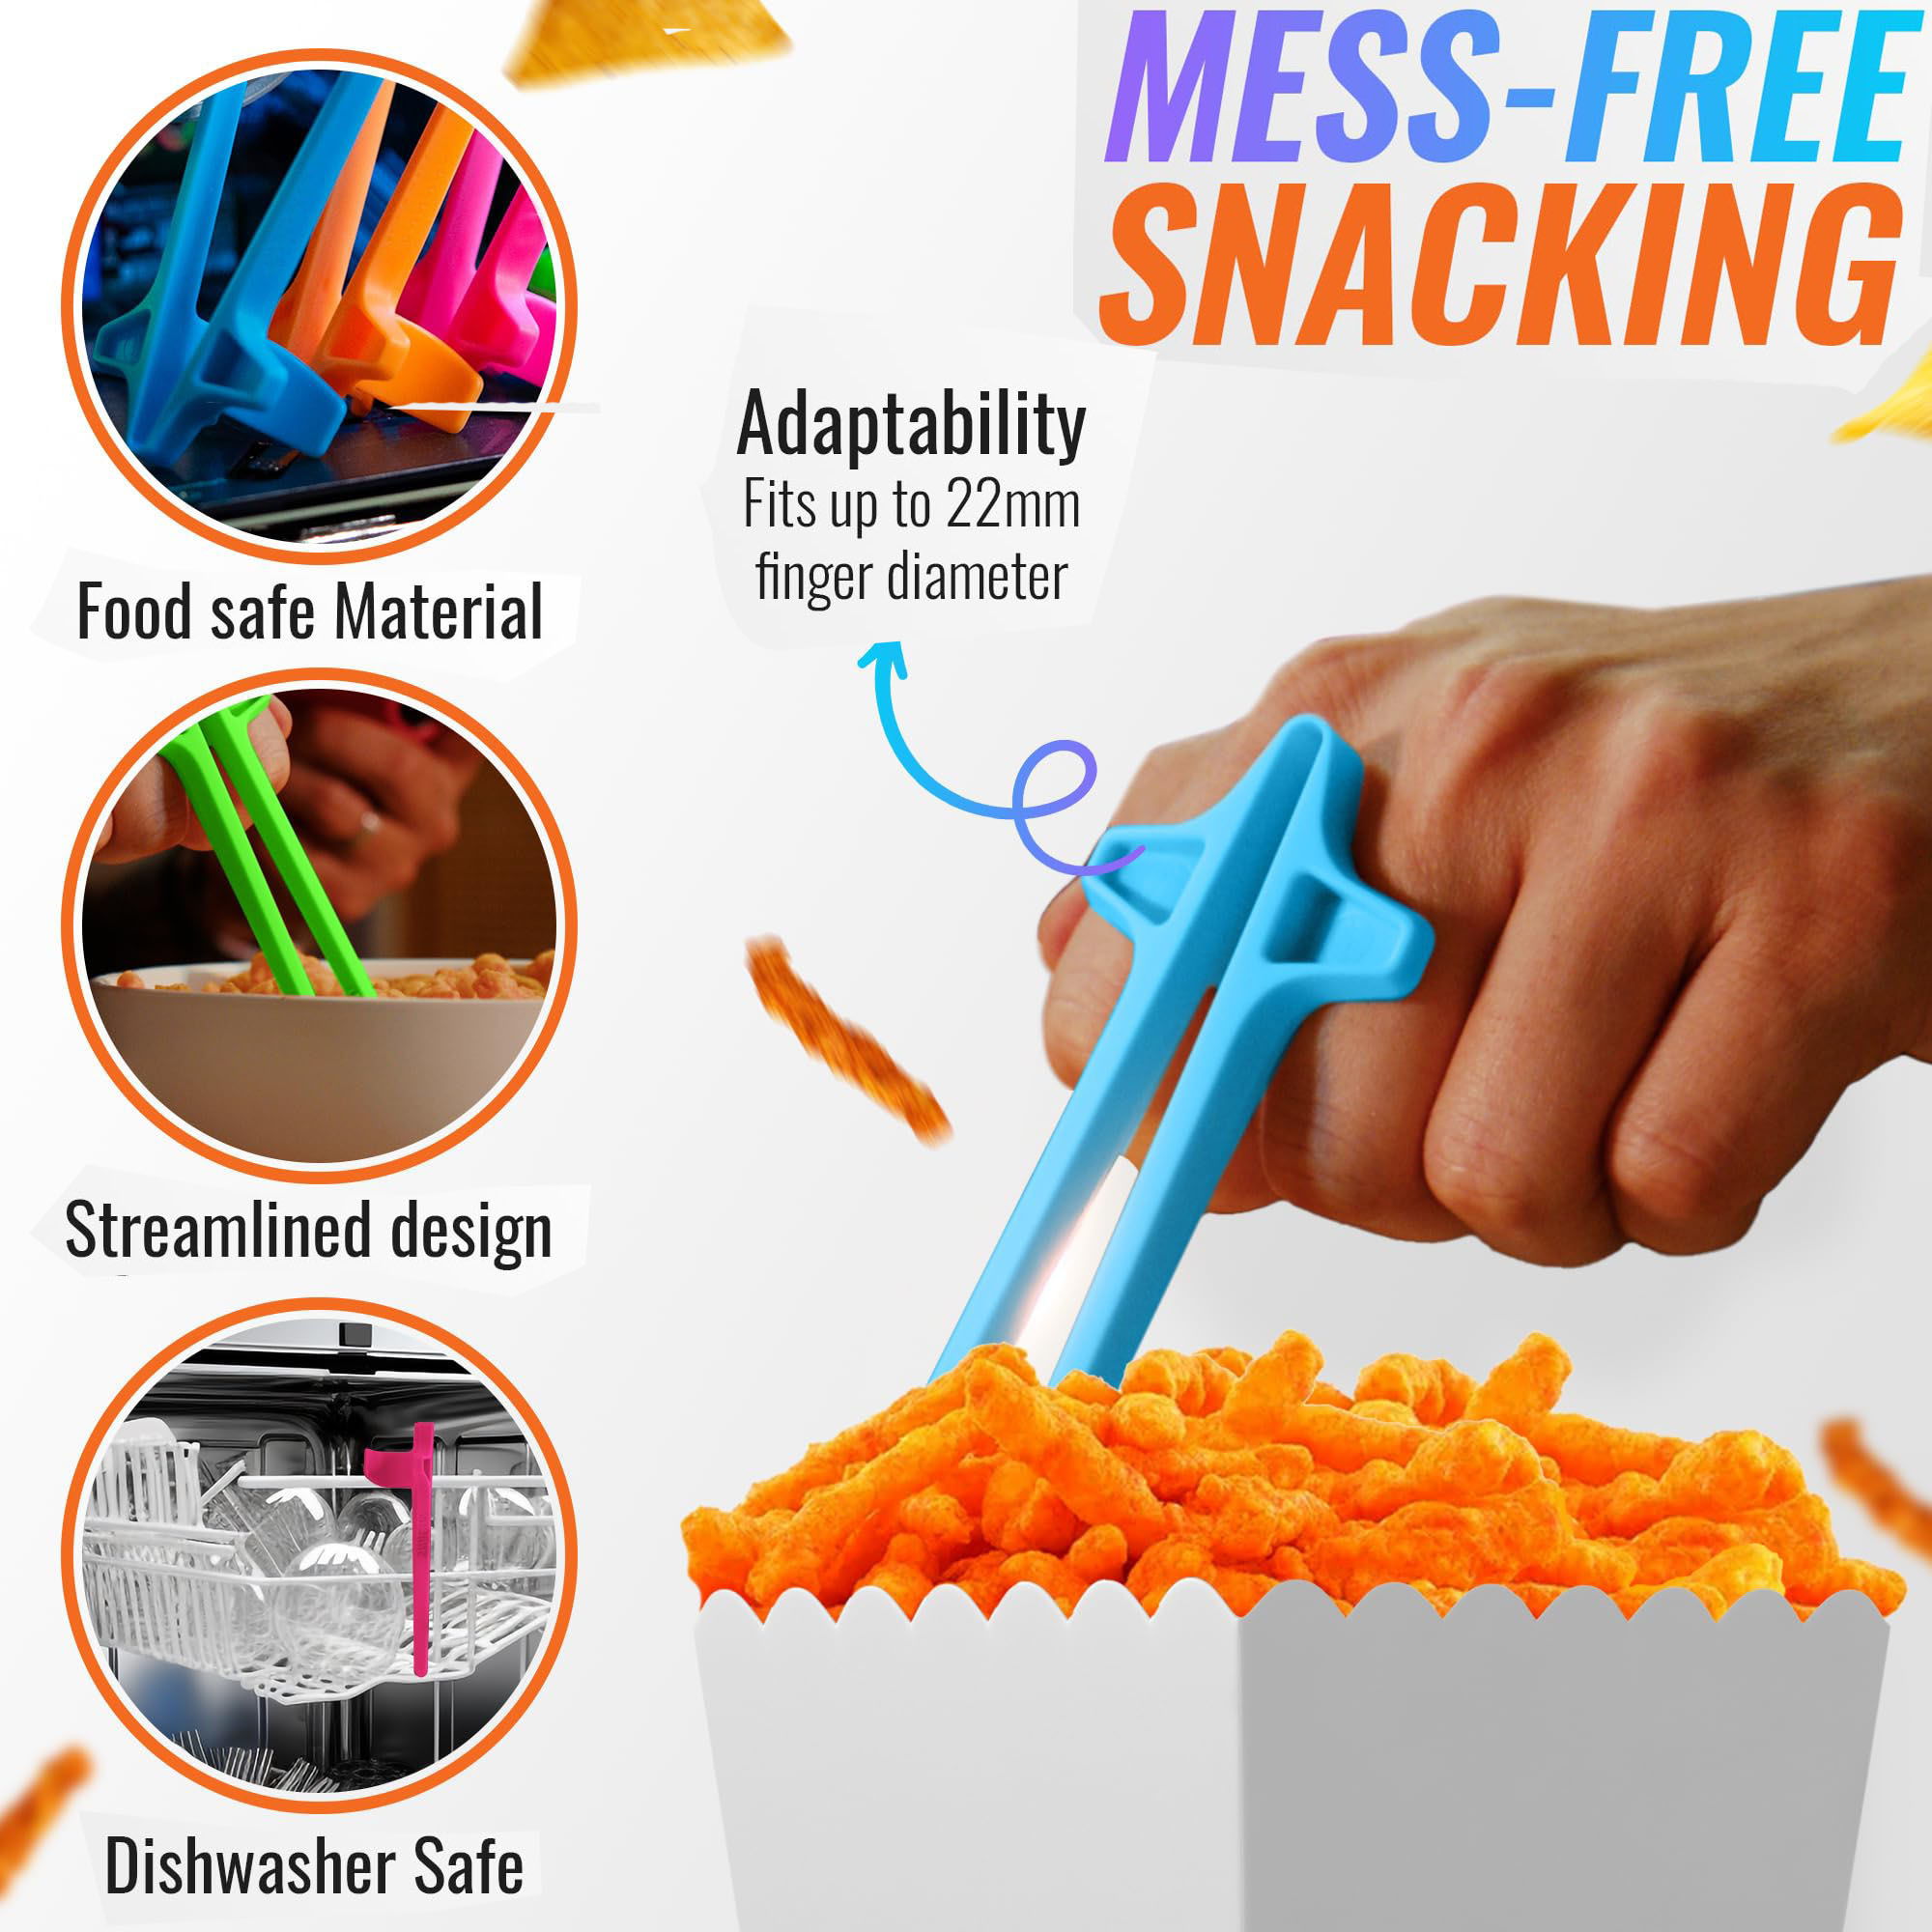 MESS-FREE
SNACKING
Adaptability
Fits up to 22mm
finger diameter
Food safe Material
Streamlined design
Dishwasher Safe